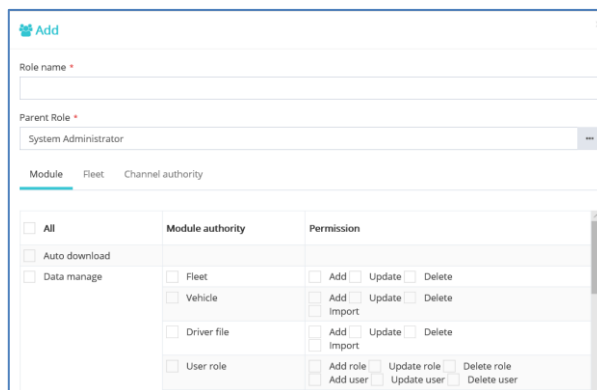 Add
Role name *
Parent Role *
System Administrator
Module Fleet Channel authority
All Module authority Permission
Auto download
Data manage Fleet Add Update Delete
Vehicle Add Update Delete
Import
Driver file Add Update Delete
Import
User role Add role Update role Delete role
Add user Update user Delete user